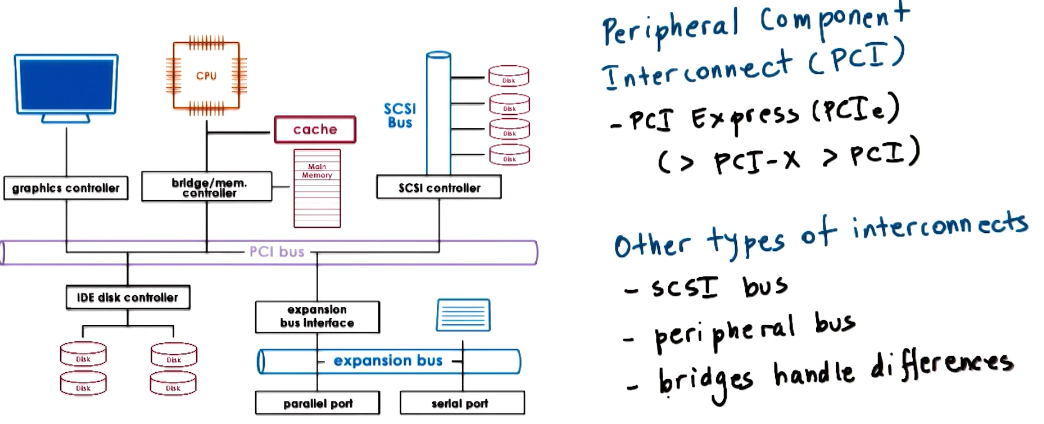 CPU
cache
Main
Memory
SCSI
Bus
Disk
Disk
Disk
Disk
graphics controller
bridge/mem.
controller
SCSI controller
PCI bus
IDE disk controller
Disk
Disk
Disk
Disk
expansion
bus interface
expansion bus
parallel port
serial port
Peripheral Component
Interconnect (PCI)
- PCI Express (PCIe)
(> PCI-X > PCI)
Other types of interconnects
- SCSI bus
- peripheral bus
- bridges handle differences